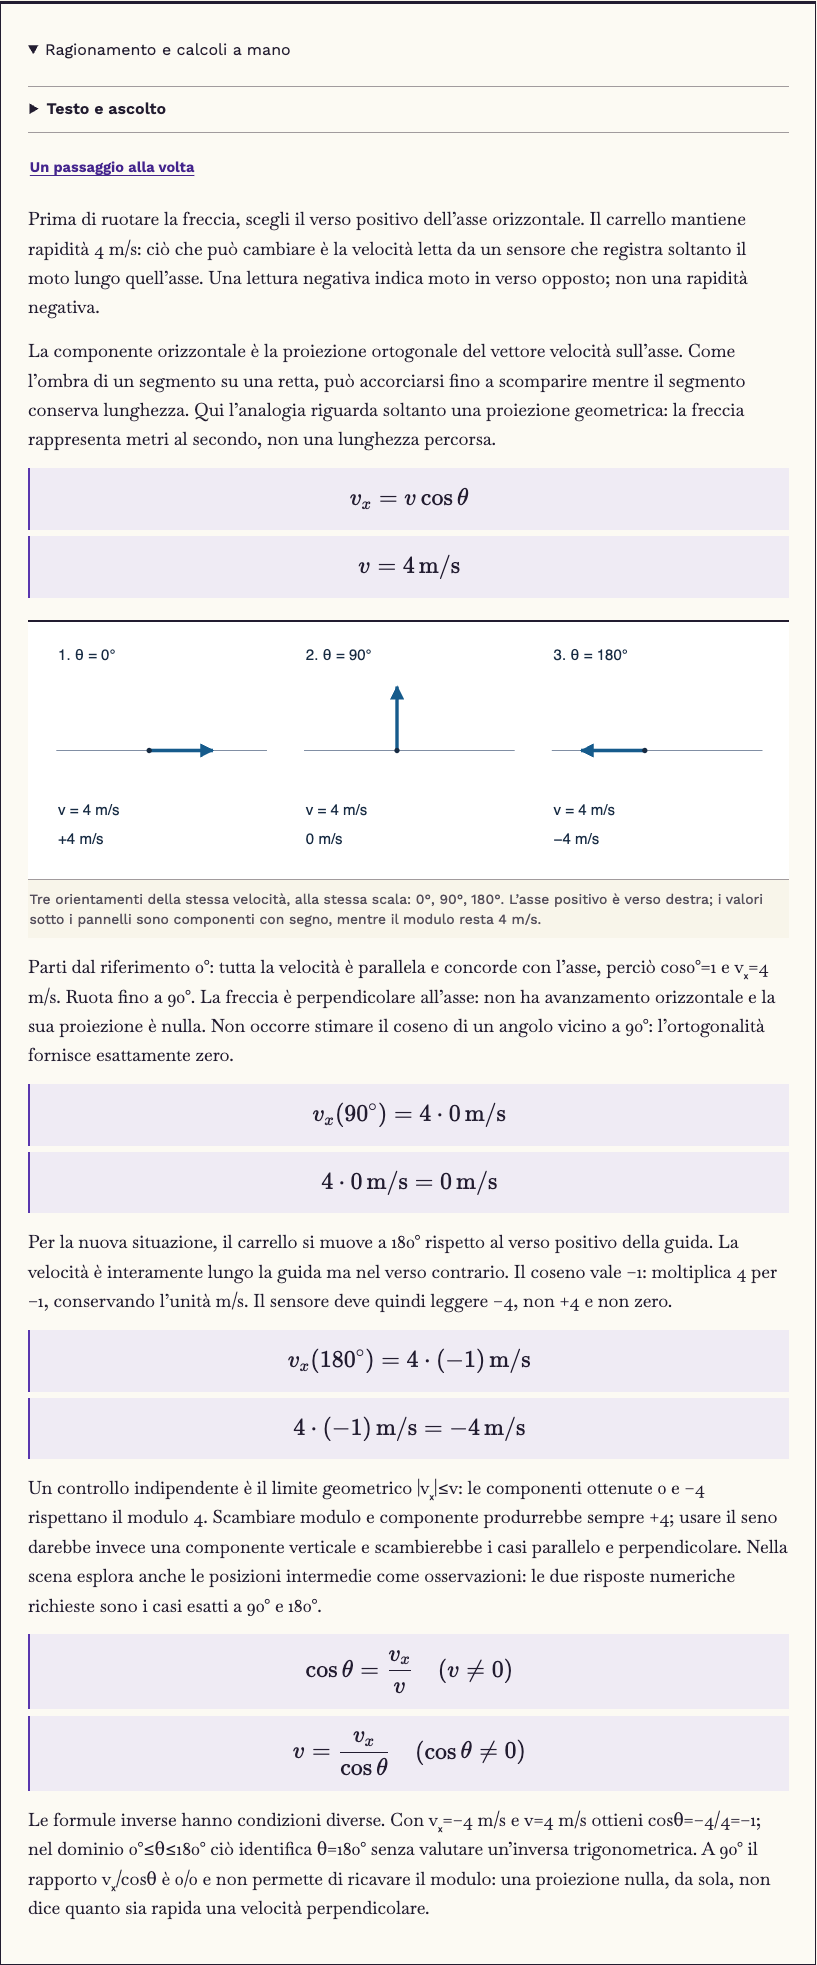 ▼ Ragionamento e calcoli a mano
▶ Testo e ascolto
Un passaggio alla volta
Prima di ruotare la freccia, scegli il verso positivo dell’asse orizzontale. Il carrello mantiene
rapidità 4 m/s: ciò che può cambiare è la velocità letta da un sensore che registra soltanto il
moto lungo quell’asse. Una lettura negativa indica moto in verso opposto; non una rapidità
negativa.
La componente orizzontale è la proiezione ortogonale del vettore velocità sull’asse. Come
l’ombra di un segmento su una retta, può accorciarsi fino a scomparire mentre il segmento
conserva lunghezza. Qui l’analogia riguarda soltanto una proiezione geometrica: la freccia
rappresenta metri al secondo, non una lunghezza percorsa.
vₓ = v cos θ
v = 4 m/s
1. θ = 0° 2. θ = 90° 3. θ = 180°
v = 4 m/s v = 4 m/s v = 4 m/s
+4 m/s 0 m/s −4 m/s
Tre orientamenti della stessa velocità, alla stessa scala: 0°, 90°, 180°. L’asse positivo è verso destra; i valori
sotto i pannelli sono componenti con segno, mentre il modulo resta 4 m/s.
Parti dal riferimento 0°: tutta la velocità è parallela e concorde con l’asse, perciò cos0°=1 e vₓ=4
m/s. Ruota fino a 90°. La freccia è perpendicolare all’asse: non ha avanzamento orizzontale e la
sua proiezione è nulla. Non occorre stimare il coseno di un angolo vicino a 90°: l’ortogonalità
fornisce esattamente zero.
vₓ(90°) = 4 · 0 m/s
4 · 0 m/s = 0 m/s
Per la nuova situazione, il carrello si muove a 180° rispetto al verso positivo della guida. La
velocità è interamente lungo la guida ma nel verso contrario. Il coseno vale −1: moltiplica 4 per
−1, conservando l’unità m/s. Il sensore deve quindi leggere −4, non +4 e non zero.
vₓ(180°) = 4 · (−1) m/s
4 · (−1) m/s = −4 m/s
Un controllo indipendente è il limite geometrico |vₓ|≤v: le componenti ottenute 0 e −4
rispettano il modulo 4. Scambiare modulo e componente produrrebbe sempre +4; usare il seno
darebbe invece una componente verticale e scambierebbe i casi parallelo e perpendicolare. Nella
scena esplora anche le posizioni intermedie come osservazioni: le due risposte numeriche
richieste sono i casi esatti a 90° e 180°.
cos θ = vₓ/v (v ≠ 0)
v = vₓ/cos θ (cos θ ≠ 0)
Le formule inverse hanno condizioni diverse. Con vₓ=−4 m/s e v=4 m/s ottieni cosθ=−4/4=−1;
nel dominio 0°≤θ≤180° ciò identifica θ=180° senza valutare un’inversa trigonometrica. A 90° il
rapporto vₓ/cosθ è 0/0 e non permette di ricavare il modulo: una proiezione nulla, da sola, non
dice quanto sia rapida una velocità perpendicolare.